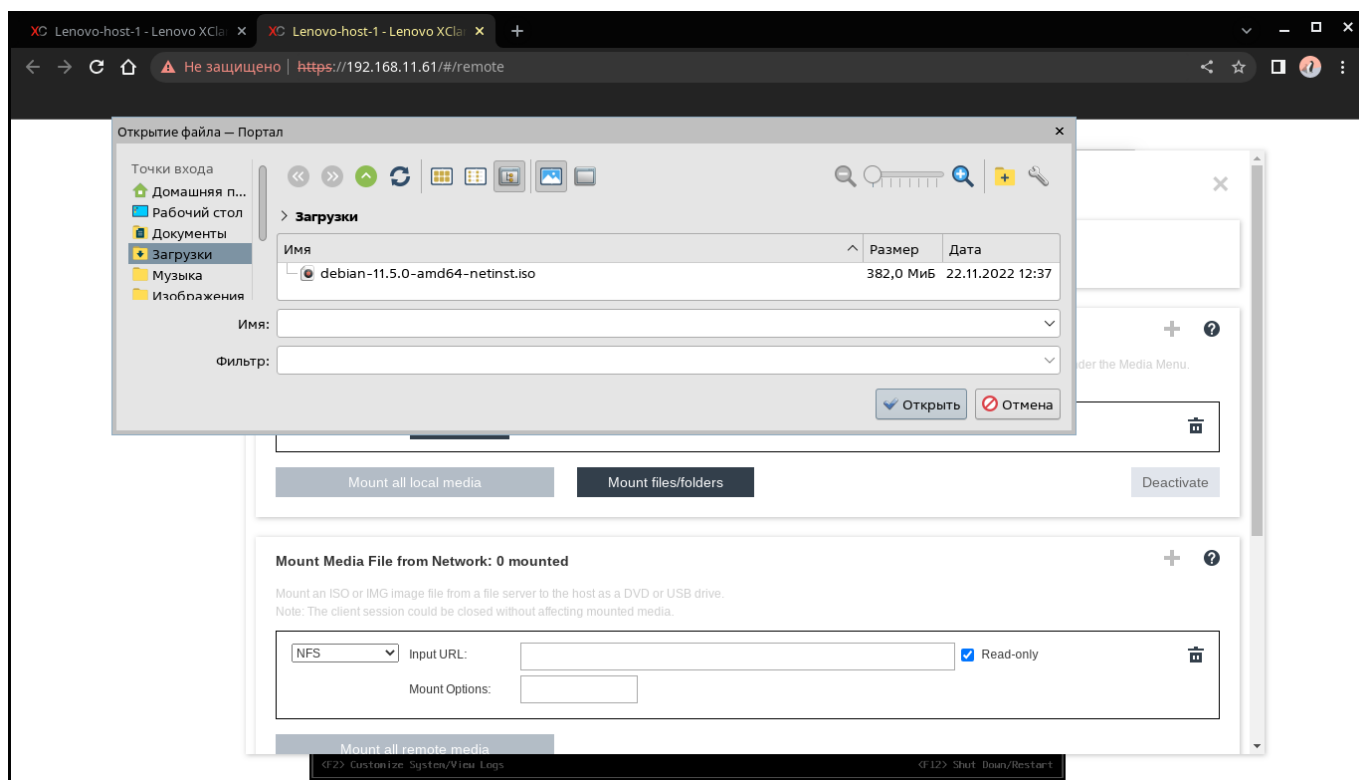 XC Lenovo-host-1 - Lenovo XCla
XC Lenovo-host-1 - Lenovo XCla
Не защищено | https://192.168.11.61/#/remote
Открытие файла — Портал
Точки входа
Домашняя п...
Рабочий стол
Документы
Загрузки
Музыка
Изображения
> Загрузки
Имя Размер Дата
debian-11.5.0-amd64-netinst.iso 382,0 МиБ 22.11.2022 12:37
Имя:
Фильтр:
Открыть Отмена
der the Media Menu.
Mount all local media Mount files/folders Deactivate
Mount Media File from Network: 0 mounted
Mount an ISO or IMG image file from a file server to the host as a DVD or USB drive.
Note: The client session could be closed without affecting mounted media.
NFS Input URL: Read-only
Mount Options:
Mount all remote media
<F2> Customize System/View Logs <F12> Shut Down/Restart